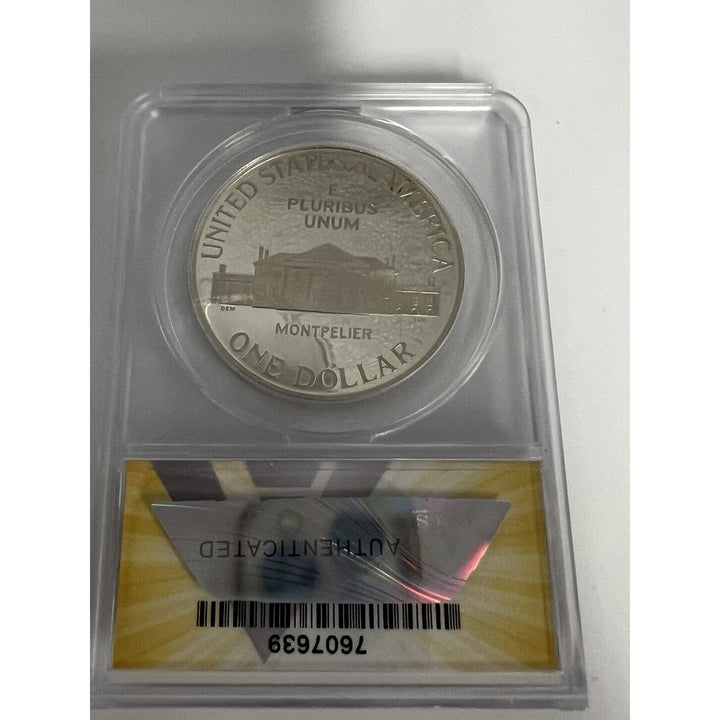 UNITED STATES of AMERICA
E
PLURIBUS
UNUM
DEM
MONTPELIER
ONE DOLLAR
AUTHENTICATED
7607639